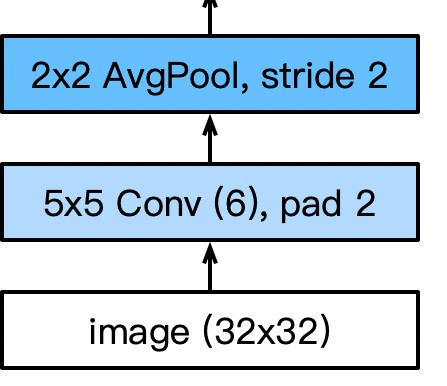 2x2 AvgPool, stride 2
5x5 Conv (6), pad 2
image (32x32)